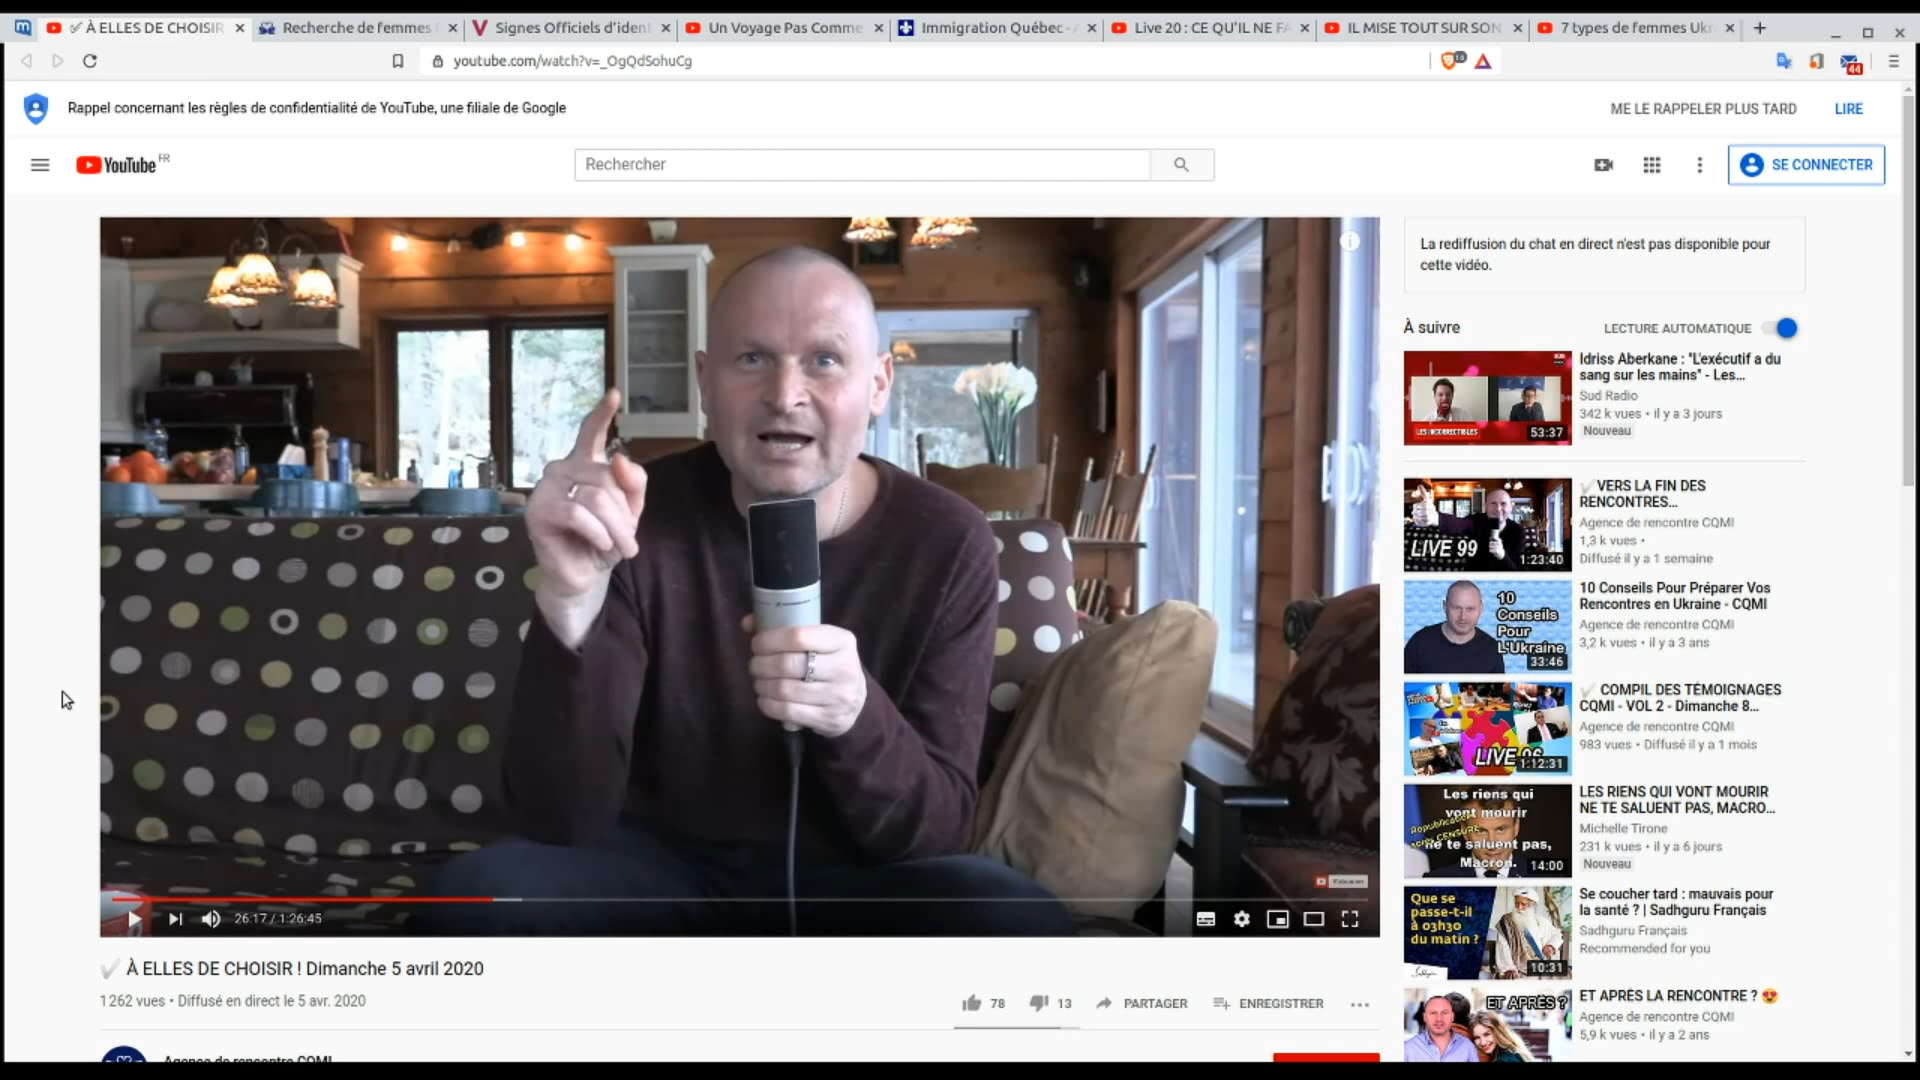 ✓ À ELLES DE CHOISIR
Recherche de femmes
Signes Officiels d'iden
Un Voyage Pas Comme
Immigration Québec - A
Live 20 : CE QU'IL NE FA
IL MISE TOUT SUR SON
7 types de femmes Ukr
youtube.com/watch?v=_OgQdSohuCg
10
44
Rappel concernant les règles de confidentialité de YouTube, une filiale de Google
ME LE RAPPELER PLUS TARD
LIRE
YouTube FR
Rechercher
SE CONNECTER
La rediffusion du chat en direct n'est pas disponible pour
cette vidéo.
À suivre
LECTURE AUTOMATIQUE
Idriss Aberkane : "L'exécutif a du
sang sur les mains" - Les...
Sud Radio
342 k vues • il y a 3 jours
Nouveau
53:37
✓VERS LA FIN DES
RENCONTRES...
Agence de rencontre CQMI
1,3 k vues •
Diffusé il y a 1 semaine
LIVE 99
1:23:40
10 Conseils Pour Préparer Vos
Rencontres en Ukraine - CQMI
Agence de rencontre CQMI
3,2 k vues • il y a 3 ans
10
Conseils
Pour
L'Ukraine
33:46
✓ COMPIL DES TÉMOIGNAGES
CQMI - VOL 2 - Dimanche 8...
Agence de rencontre CQMI
983 vues • Diffusé il y a 1 mois
LIVE 96
1:12:31
LES RIENS QUI VONT MOURIR
NE TE SALUENT PAS, MACRO...
Michelle Tirone
231 k vues • il y a 6 jours
Nouveau
Les riens qui
vont mourir
ne te saluent pas,
Macron.
14:00
Se coucher tard : mauvais pour
la santé ? | Sadhguru Français
Sadhguru Français
Recommended for you
Que se
passe-t-il
à 03h30
du matin ?
10:31
ET APRÈS LA RENCONTRE ? 😍
Agence de rencontre CQMI
5,9 k vues • il y a 2 ans
ET APRÈS ?
26:17 / 1:26:45
✓ À ELLES DE CHOISIR ! Dimanche 5 avril 2020
1 262 vues • Diffusé en direct le 5 avr. 2020
78
13
PARTAGER
ENREGISTRER
Agence de rencontre CQMI